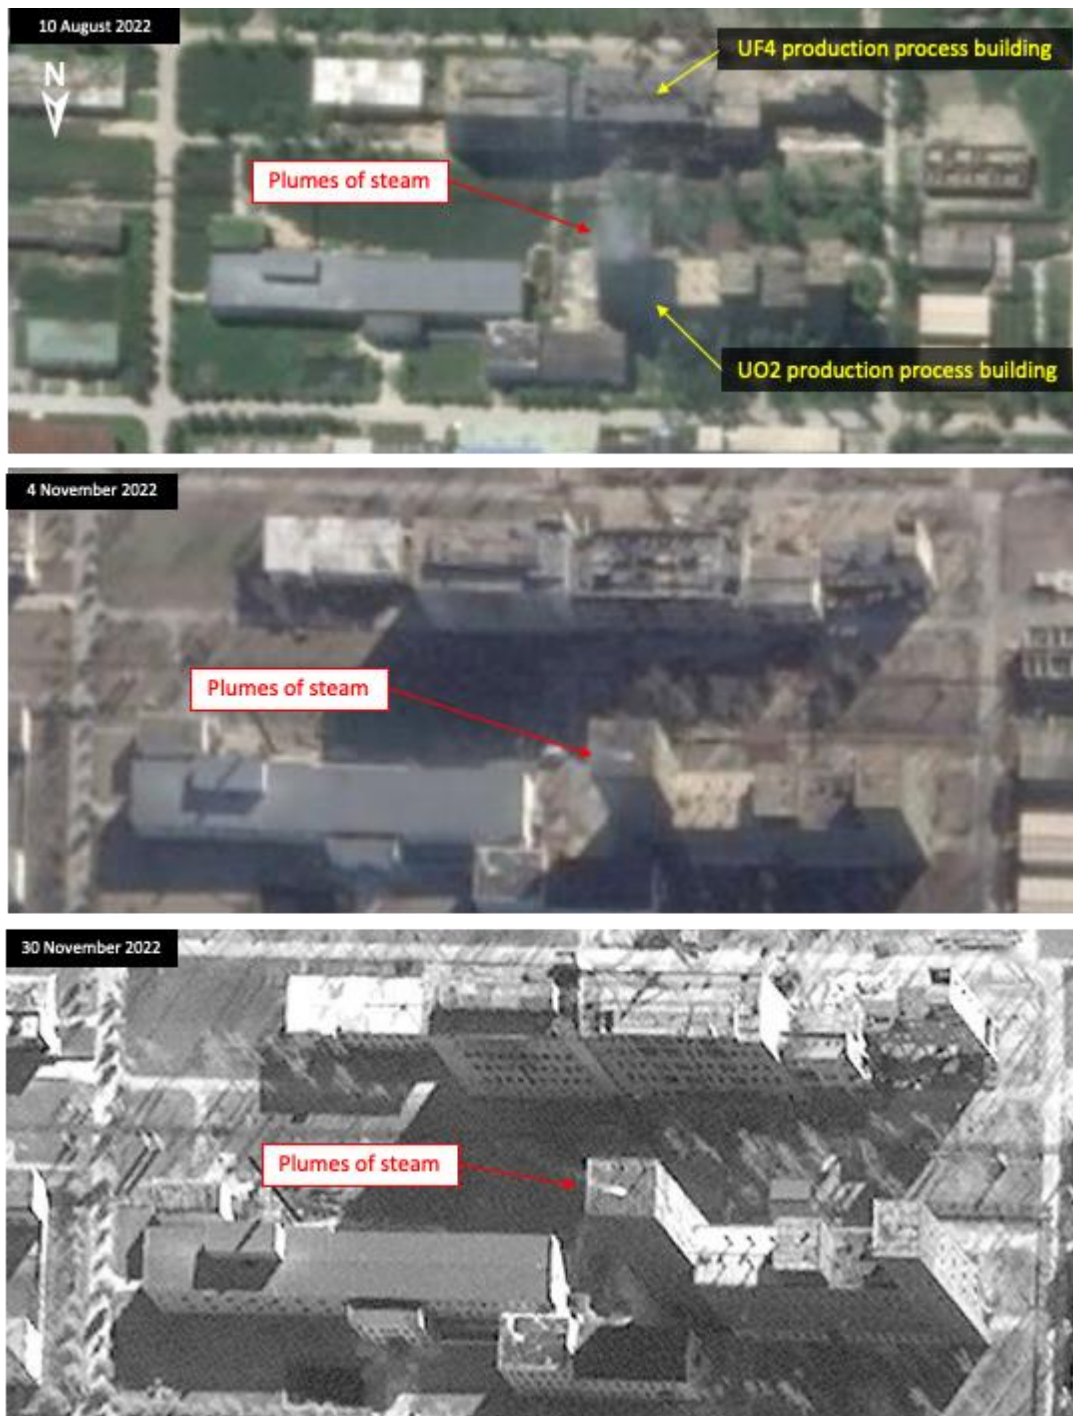 10 August 2022
UF4 production process building
N
Plumes of steam
UO2 production process building
4 November 2022
Plumes of steam
30 November 2022
Plumes of steam